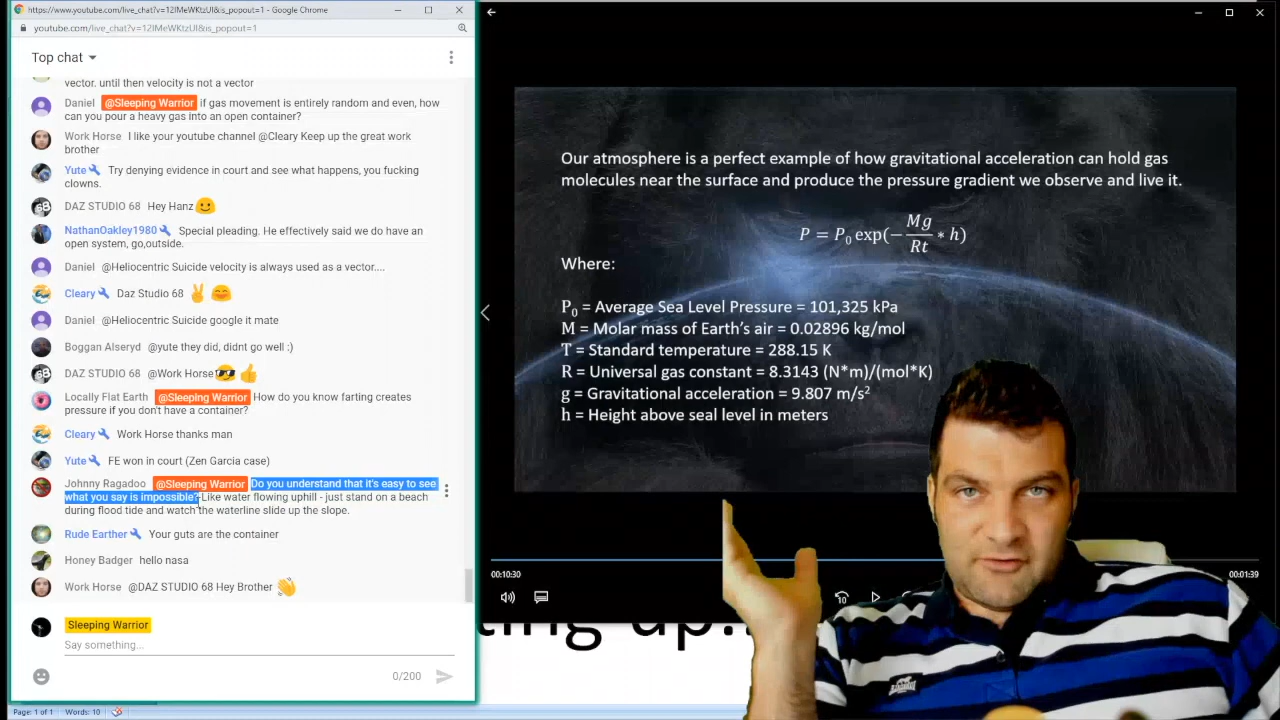 https://www.youtube.com/live_chat?v=12IMeWKtzUI&is_popout=1 - Google Chrome
youtube.com/live_chat?v=12IMeWKtzUI&is_popout=1
Top chat
vector. until then velocity is not a vector
Daniel @Sleeping Warrior if gas movement is entirely random and even, how
can you pour a heavy gas into an open container?
Work Horse I like your youtube channel @Cleary Keep up the great work
brother
Yute Try denying evidence in court and see what happens, you fucking
clowns.
DAZ STUDIO 68 Hey Hanz
NathanOakley1980 Special pleading. He effectively said we do have an
open system, go,outside.
Daniel @Heliocentric Suicide velocity is always used as a vector....
Cleary Daz Studio 68
Daniel @Heliocentric Suicide google it mate
Boggan Alseryd @yute they did, didnt go well :)
DAZ STUDIO 68 @Work Horse
Locally Flat Earth @Sleeping Warrior How do you know farting creates
pressure if you don't have a container?
Cleary Work Horse thanks man
Yute FE won in court (Zen Garcia case)
Johnny Ragadoo @Sleeping Warrior Do you understand that it's easy to see
what you say is impossible? Like water flowing uphill - just stand on a beach
during flood tide and watch the waterline slide up the slope.
Rude Earther Your guts are the container
Honey Badger hello nasa
Work Horse @DAZ STUDIO 68 Hey Brother
Sleeping Warrior
Say something...
0/200
Page: 1 of 1 Words: 10
Our atmosphere is a perfect example of how gravitational acceleration can hold gas
molecules near the surface and produce the pressure gradient we observe and live it.
P = P₀ exp(− Mg/Rt * h)
Where:
P₀ = Average Sea Level Pressure = 101,325 kPa
M = Molar mass of Earth's air = 0.02896 kg/mol
T = Standard temperature = 288.15 K
R = Universal gas constant = 8.3143 (N*m)/(mol*K)
g = Gravitational acceleration = 9.807 m/s²
h = Height above seal level in meters
00:10:30
00:01:39
10
up..